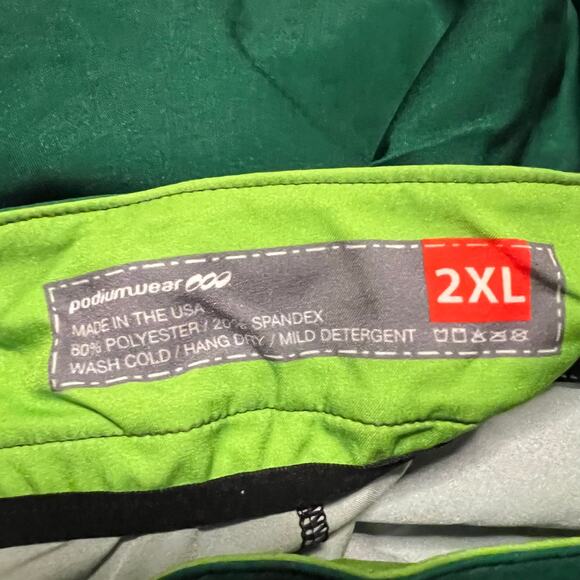 podiumwear
2XL
MADE IN THE USA
80% POLYESTER / 20% SPANDEX
WASH COLD / HANG DRY / MILD DETERGENT